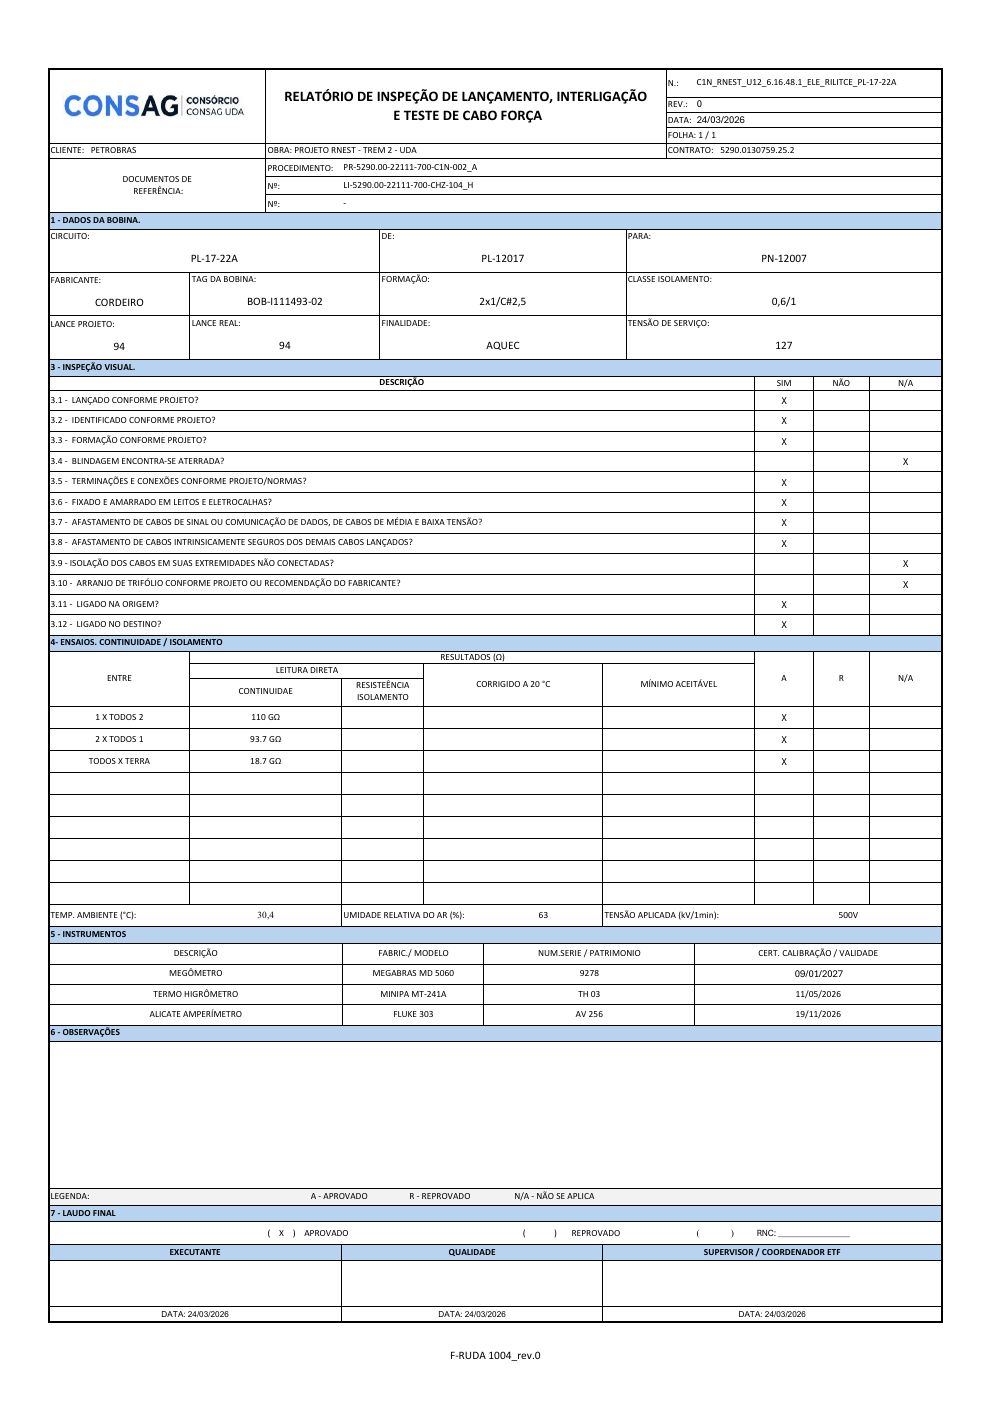 CONSAG CONSÓRCIO CONSAG UDA
RELATÓRIO DE INSPEÇÃO DE LANÇAMENTO, INTERLIGAÇÃO
E TESTE DE CABO FORÇA
N.: C1N_RNEST_U12_6.16.48.1_ELE_RILITCE_PL-17-22A
REV.: 0
DATA: 24/03/2026
FOLHA: 1 / 1
CLIENTE: PETROBRAS OBRA: PROJETO RNEST - TREM 2 - UDA CONTRATO: 5290.0130759.25.2
DOCUMENTOS DE
REFERÊNCIA:
PROCEDIMENTO: PR-5290.00-22111-700-C1N-002_A
Nº: LI-5290.00-22111-700-CHZ-104_H
Nº: -
1 - DADOS DA BOBINA.
CIRCUITO: DE: PARA:
PL-17-22A PL-12017 PN-12007
FABRICANTE: TAG DA BOBINA: FORMAÇÃO: CLASSE ISOLAMENTO:
CORDEIRO BOB-I111493-02 2x1/C#2,5 0,6/1
LANCE PROJETO: LANCE REAL: FINALIDADE: TENSÃO DE SERVIÇO:
94 94 AQUEC 127
3 - INSPEÇÃO VISUAL.
DESCRIÇÃO SIM NÃO N/A
3.1 - LANÇADO CONFORME PROJETO? X
3.2 - IDENTIFICADO CONFORME PROJETO? X
3.3 - FORMAÇÃO CONFORME PROJETO? X
3.4 - BLINDAGEM ENCONTRA-SE ATERRADA? X
3.5 - TERMINAÇÕES E CONEXÕES CONFORME PROJETO/NORMAS? X
3.6 - FIXADO E AMARRADO EM LEITOS E ELETROCALHAS? X
3.7 - AFASTAMENTO DE CABOS DE SINAL OU COMUNICAÇÃO DE DADOS, DE CABOS DE MÉDIA E BAIXA TENSÃO? X
3.8 - AFASTAMENTO DE CABOS INTRINSICAMENTE SEGUROS DOS DEMAIS CABOS LANÇADOS? X
3.9 - ISOLAÇÃO DOS CABOS EM SUAS EXTREMIDADES NÃO CONECTADAS? X
3.10 - ARRANJO DE TRIFÓLIO CONFORME PROJETO OU RECOMENDAÇÃO DO FABRICANTE? X
3.11 - LIGADO NA ORIGEM? X
3.12 - LIGADO NO DESTINO? X
4- ENSAIOS. CONTINUIDADE / ISOLAMENTO
ENTRE RESULTADOS (Ω) A R N/A
LEITURA DIRETA CORRIGIDO A 20 °C MÍNIMO ACEITÁVEL
CONTINUIDAE RESISTEÊNCIA
ISOLAMENTO
1 X TODOS 2 110 GΩ X
2 X TODOS 1 93.7 GΩ X
TODOS X TERRA 18.7 GΩ X
TEMP. AMBIENTE (°C): 30,4 UMIDADE RELATIVA DO AR (%): 63 TENSÃO APLICADA (kV/1min): 500V
5 - INSTRUMENTOS
DESCRIÇÃO FABRIC./ MODELO NUM.SERIE / PATRIMONIO CERT. CALIBRAÇÃO / VALIDADE
MEGÔMETRO MEGABRAS MD 5060 9278 09/01/2027
TERMO HIGRÔMETRO MINIPA MT-241A TH 03 11/05/2026
ALICATE AMPERÍMETRO FLUKE 303 AV 256 19/11/2026
6 - OBSERVAÇÕES
LEGENDA: A - APROVADO R - REPROVADO N/A - NÃO SE APLICA
7 - LAUDO FINAL
( X ) APROVADO ( ) REPROVADO ( ) RNC: _______________
EXECUTANTE QUALIDADE SUPERVISOR / COORDENADOR ETF
DATA: 24/03/2026 DATA: 24/03/2026 DATA: 24/03/2026
F-RUDA 1004_rev.0